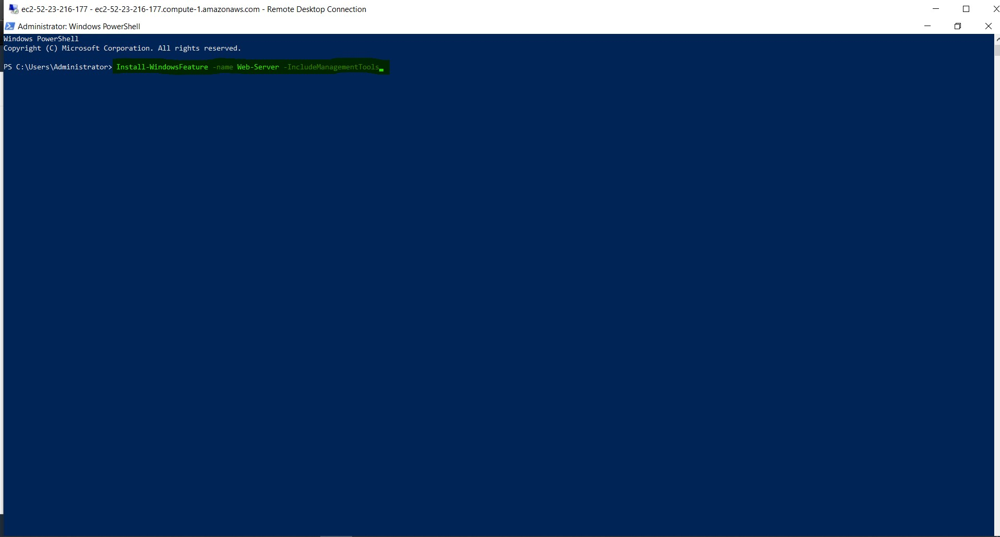 ec2-52-23-216-177 - ec2-52-23-216-177.compute-1.amazonaws.com - Remote Desktop Connection
Administrator: Windows PowerShell
Windows PowerShell
Copyright (C) Microsoft Corporation. All rights reserved.
PS C:\Users\Administrator> Install-WindowsFeature -name Web-Server -IncludeManagementTools